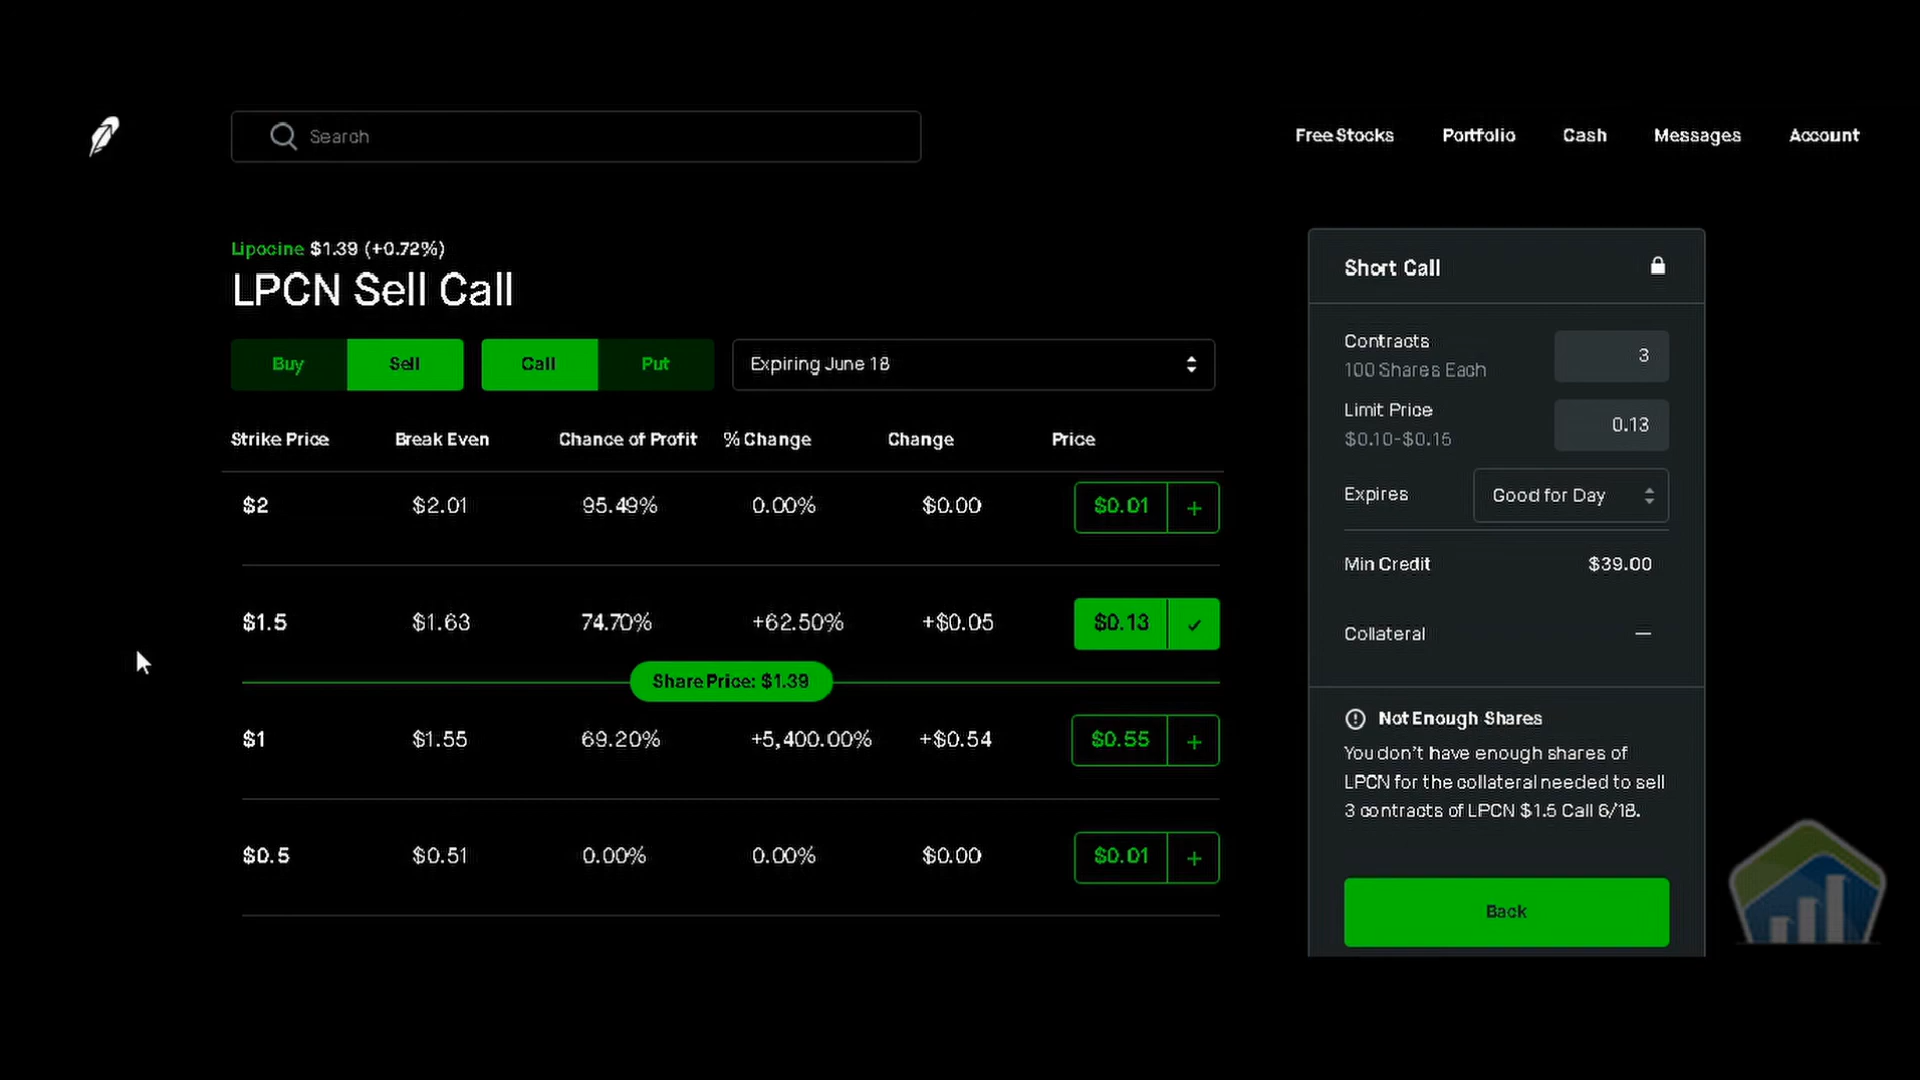 Search
Free Stocks Portfolio Cash Messages Account
Lipocine $1.39 (+0.72%)
LPCN Sell Call
Buy Sell Call Put Expiring June 18
Strike Price Break Even Chance of Profit % Change Change Price
$2 $2.01 95.49% 0.00% $0.00 $0.01 +
$1.5 $1.63 74.70% +62.50% +$0.05 $0.13
Share Price: $1.39
$1 $1.55 69.20% +5,400.00% +$0.54 $0.55 +
$0.5 $0.51 0.00% 0.00% $0.00 $0.01 +
Short Call
Contracts 3
100 Shares Each
Limit Price 0.13
$0.10-$0.15
Expires Good for Day
Min Credit $39.00
Collateral —
Not Enough Shares
You don't have enough shares of
LPCN for the collateral needed to sell
3 contracts of LPCN $1.5 Call 6/18.
Back